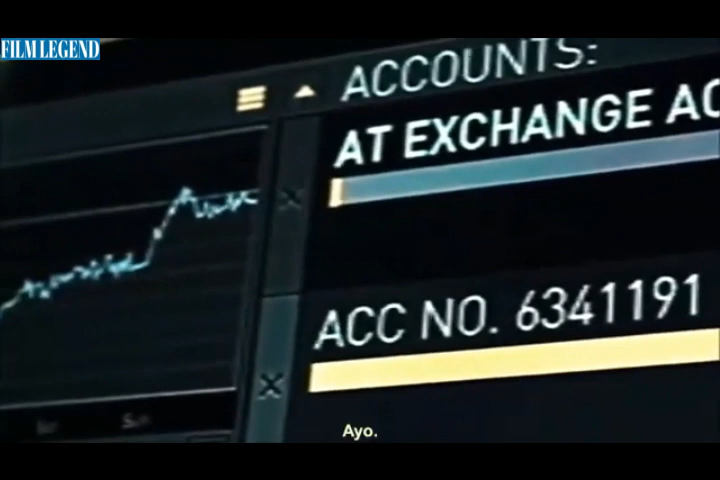 FILM LEGEND
ACCOUNTS:
AT EXCHANGE AC
ACC NO. 6341191
Ayo.